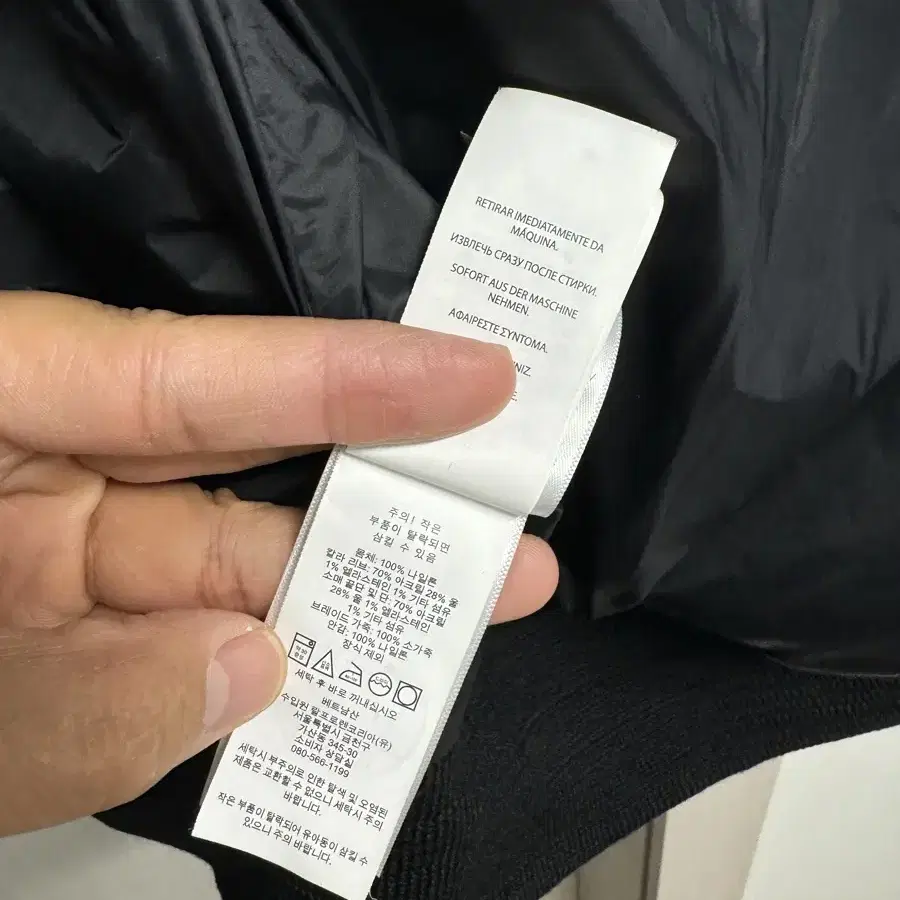 RETIRAR IMEDIATAMENTE DA
MÁQUINA.
ИЗВЛЕЧЬ СРАЗУ ПОСЛЕ СТИРКИ.
SOFORT AUS DER MASCHINE
NEHMEN.
ΑΦΑΙΡΕΣΤΕ ΣΥΝΤΟΜΑ.
주의! 작은
부품이 탈락되면
삼킬 수 있음
몸체: 100% 나일론
칼라 리브: 70% 아크릴 28% 울
1% 엘라스테인 1% 기타 섬유
소매 끝단 및 단: 70% 아크릴
28% 울 1% 엘라스테인
1% 기타 섬유
브레이드 가죽: 100% 소가죽
안감: 100% 나일론
장식 제외
세탁 후 바로 꺼내십시오
베트남산
수입원 랄프로렌코리아(유)
서울특별시 금천구
가산동 345-30
소비자 상담실
080-566-1199
세탁시 부주의로 인한 탈색 및 오염된
제품은 교환할 수 없으니 세탁시 주의
바랍니다.
작은 부품이 탈락되어 유아동이 삼킬 수
있으니 주의 바랍니다.